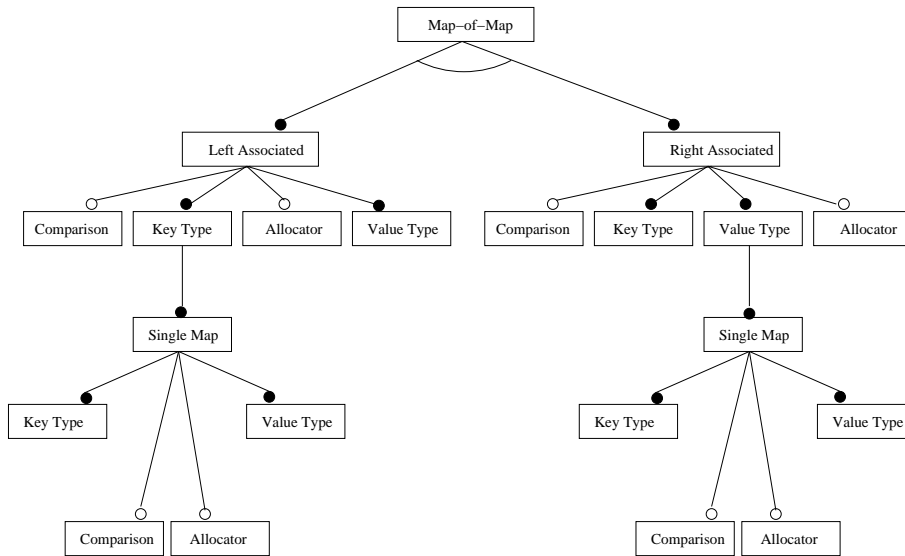 Map-of-Map
Left Associated
Right Associated
Comparison
Key Type
Allocator
Value Type
Comparison
Key Type
Value Type
Allocator
Single Map
Single Map
Key Type
Value Type
Key Type
Value Type
Comparison
Allocator
Comparison
Allocator